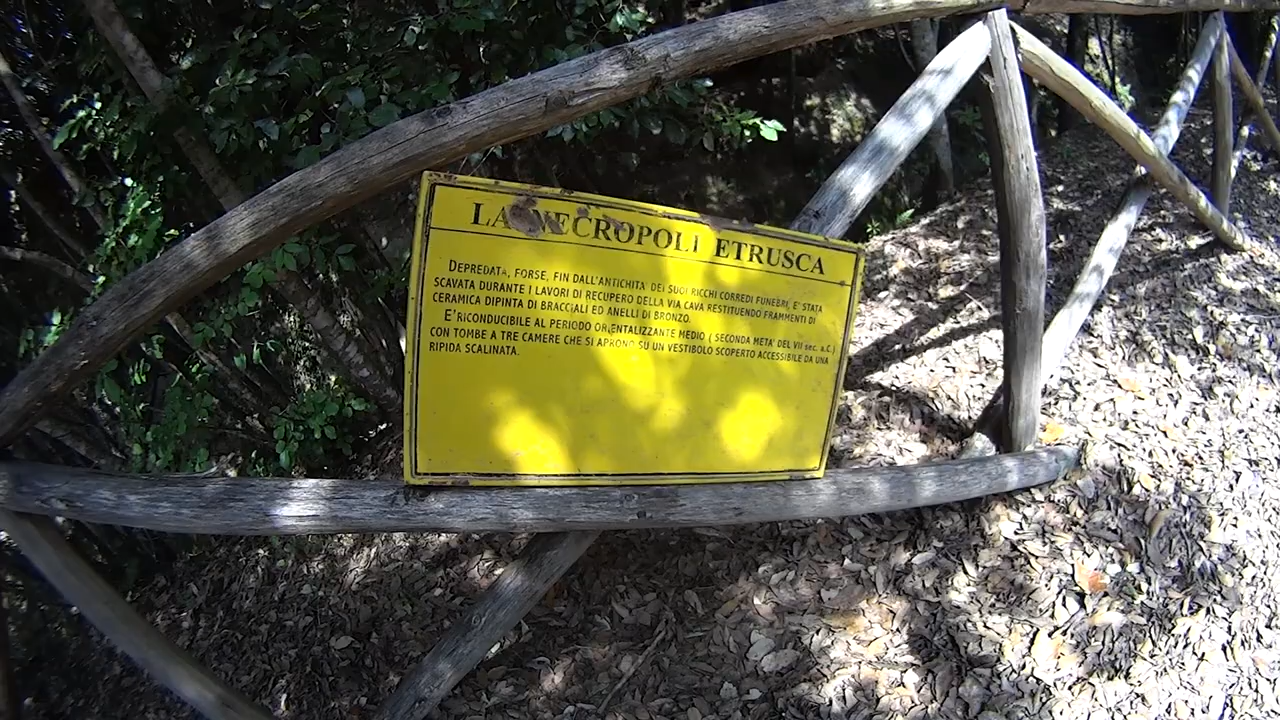 LA NECROPOLI ETRUSCA
DEPREDATA, FORSE, FIN DALL'ANTICHITA' DEI SUOI RICCHI CORREDI FUNEBRI, E' STATA
SCAVATA DURANTE I LAVORI DI RECUPERO DELLA VIA CAVA RESTITUENDO FRAMMENTI DI
CERAMICA DIPINTA DI BRACCIALI ED ANELLI DI BRONZO.
E'RICONDUCIBILE AL PERIODO ORIENTALIZZANTE MEDIO ( SECONDA META' DEL VII sec. a.C.)
CON TOMBE A TRE CAMERE CHE SI APRONO SU UN VESTIBOLO SCOPERTO ACCESSIBILE DA UNA
RIPIDA SCALINATA.